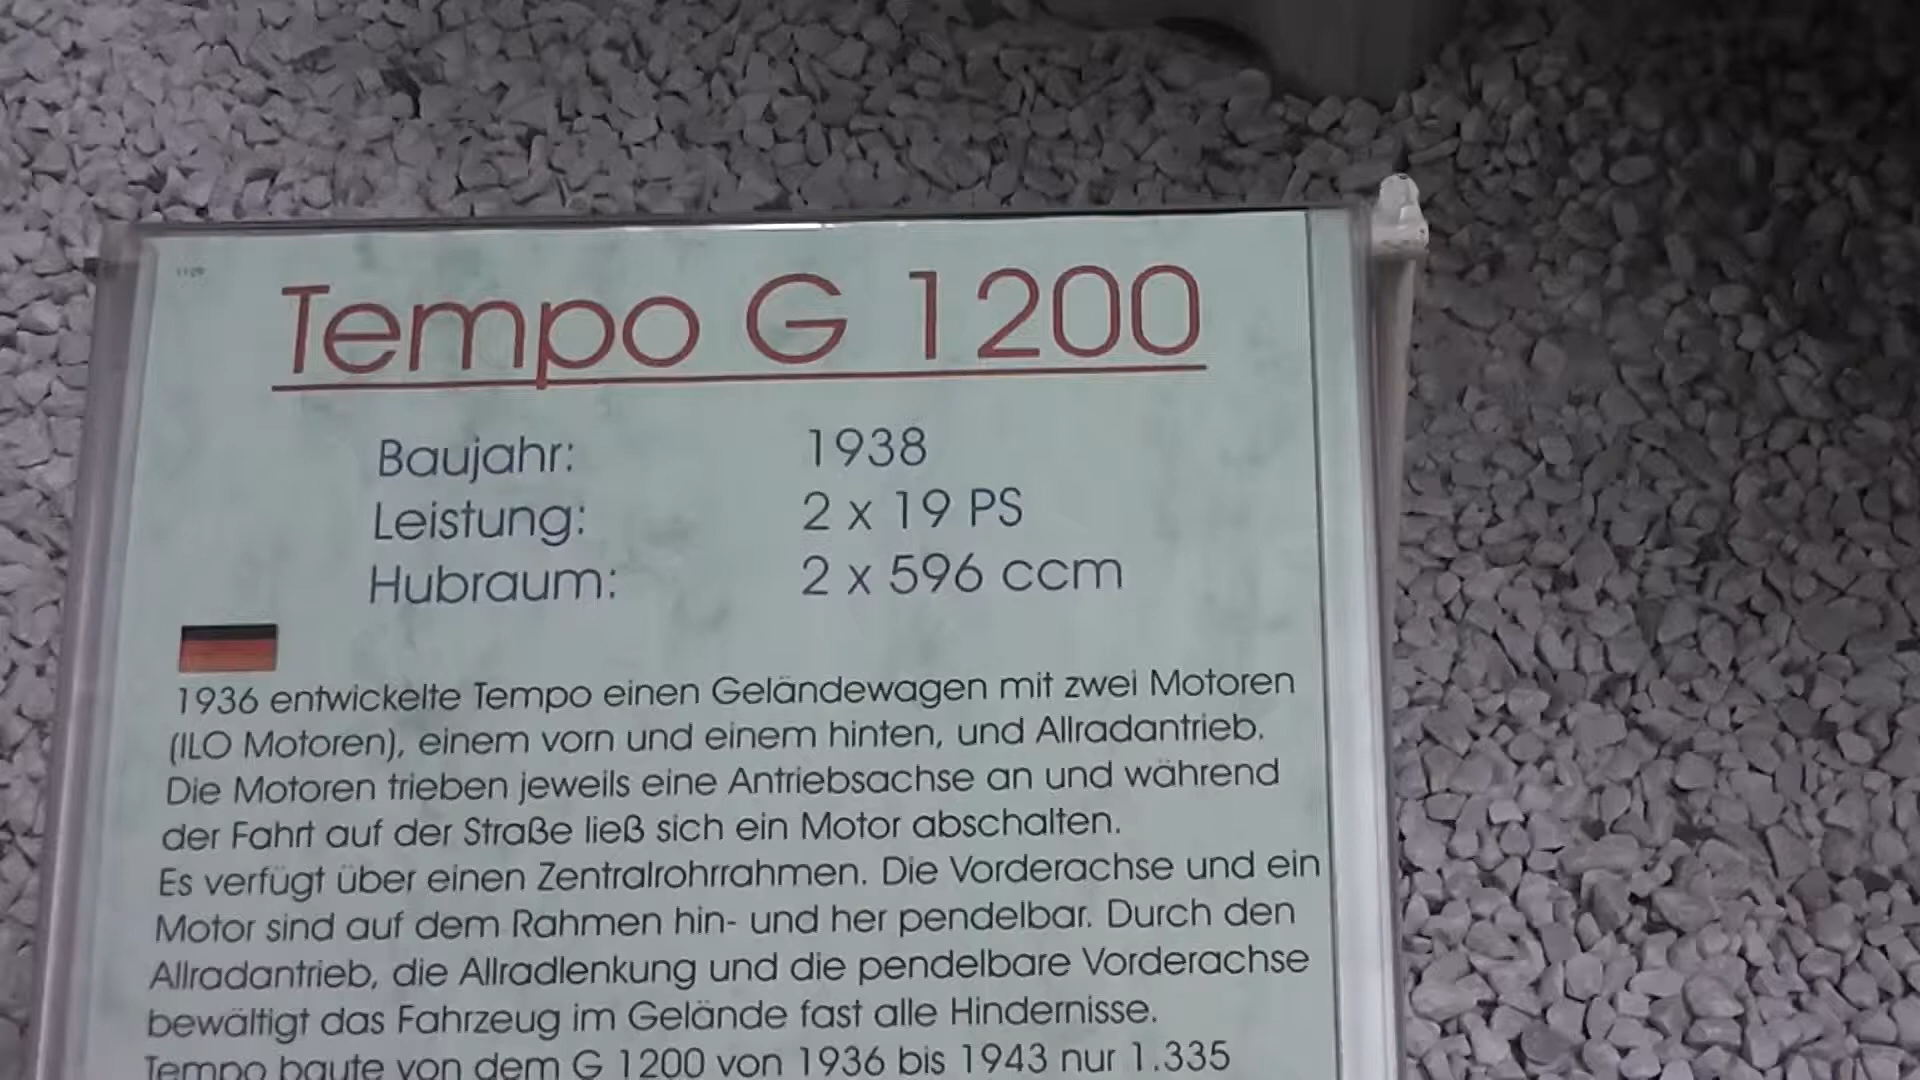 Tempo G 1200
Baujahr: 1938
Leistung: 2 x 19 PS
Hubraum: 2 x 596 ccm
1936 entwickelte Tempo einen Geländewagen mit zwei Motoren
(ILO Motoren), einem vorn und einem hinten, und Allradantrieb.
Die Motoren trieben jeweils eine Antriebsachse an und während
der Fahrt auf der Straße ließ sich ein Motor abschalten.
Es verfügt über einen Zentralrohrrahmen. Die Vorderachse und ein
Motor sind auf dem Rahmen hin- und her pendelbar. Durch den
Allradantrieb, die Allradlenkung und die pendelbare Vorderachse
bewältigt das Fahrzeug im Gelände fast alle Hindernisse.
Tempo baute von dem G 1200 von 1936 bis 1943 nur 1.335